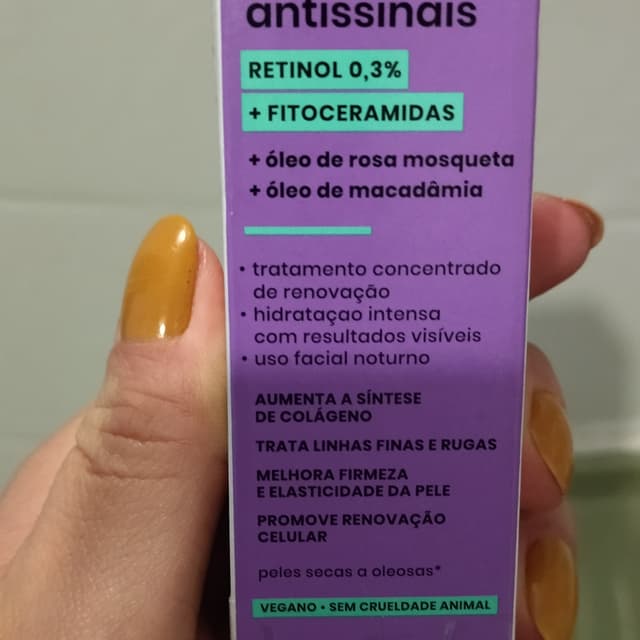 antissinais
RETINOL 0,3%
+ FITOCERAMIDAS
+ óleo de rosa mosqueta
+ óleo de macadâmia
• tratamento concentrado
de renovação
• hidrataçao intensa
com resultados visíveis
• uso facial noturno
AUMENTA A SÍNTESE
DE COLÁGENO
TRATA LINHAS FINAS E RUGAS
MELHORA FIRMEZA
E ELASTICIDADE DA PELE
PROMOVE RENOVAÇÃO
CELULAR
peles secas a oleosas*
VEGANO • SEM CRUELDADE ANIMAL